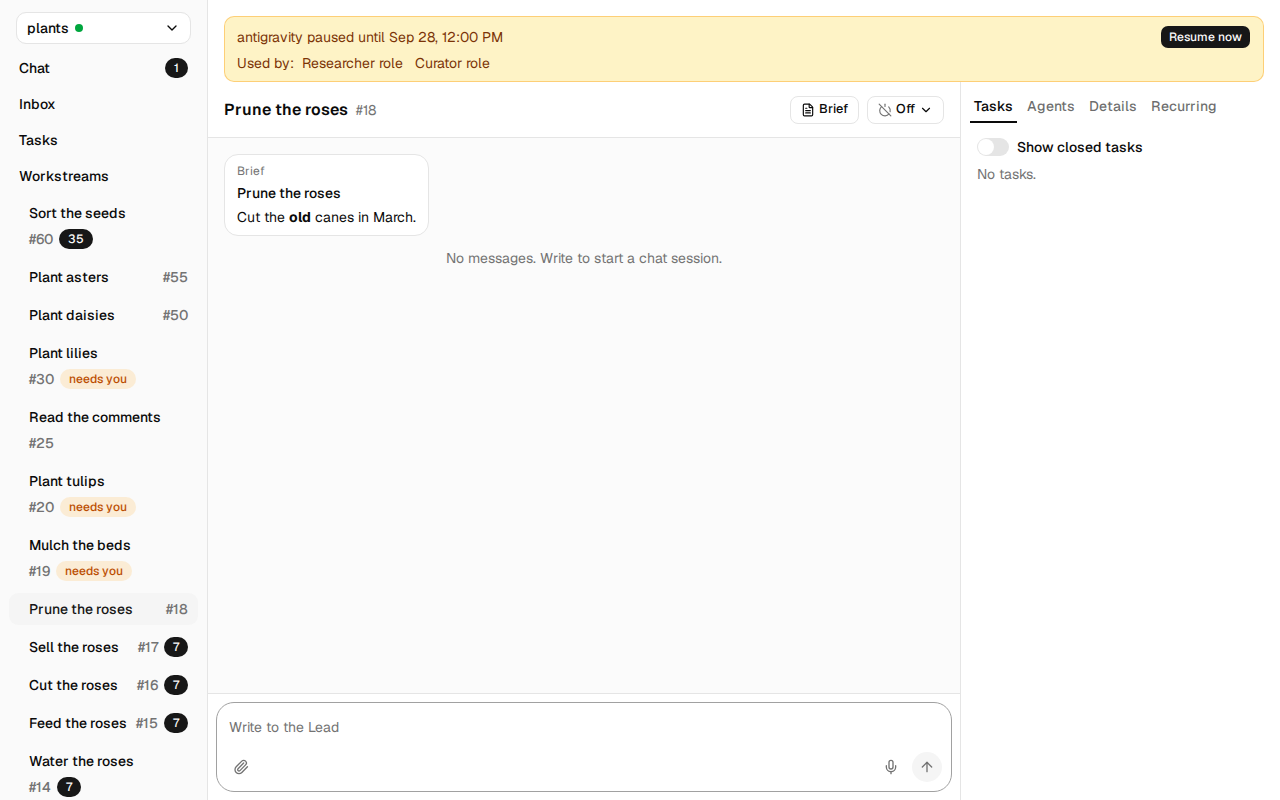 plants
Chat 1
Inbox
Tasks
Workstreams
Sort the seeds
#60 35
Plant asters #55
Plant daisies #50
Plant lilies
#30 needs you
Read the comments
#25
Plant tulips
#20 needs you
Mulch the beds
#19 needs you
Prune the roses #18
Sell the roses #17 7
Cut the roses #16 7
Feed the roses #15 7
Water the roses
#14 7
antigravity paused until Sep 28, 12:00 PM
Resume now
Used by: Researcher role Curator role
Prune the roses #18
Brief
Off
Brief
Prune the roses
Cut the old canes in March.
No messages. Write to start a chat session.
Write to the Lead
Tasks Agents Details Recurring
Show closed tasks
No tasks.